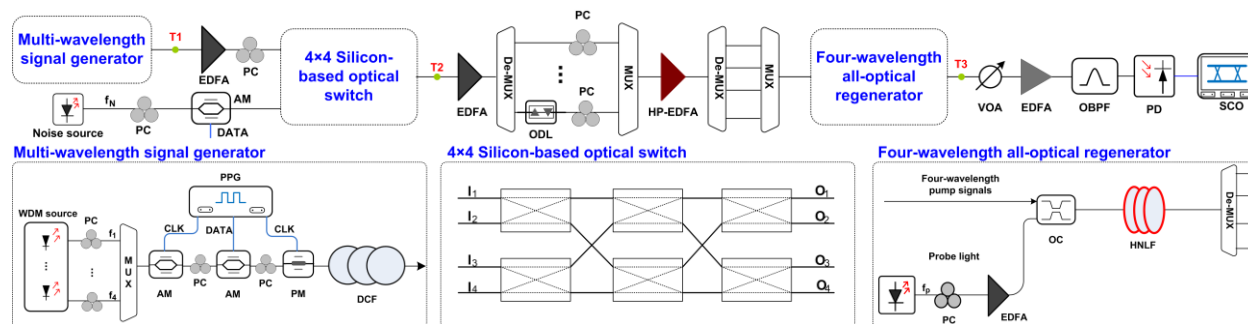 Multi-wavelength
signal generator
T1
EDFA
PC
4×4 Silicon-
based optical
switch
T2
EDFA
De-MUX
PC
⋯
PC
ODL
MUX
HP-EDFA
De-MUX
MUX
Four-wavelength
all-optical
regenerator
T3
VOA
EDFA
OBPF
PD
SCO
Noise source
f_N
PC
AM
DATA
Multi-wavelength signal generator
WDM source
PC
f₁
PC
f₄
MUX
PPG
CLK
DATA
CLK
AM
PC
AM
PC
PM
DCF
4×4 Silicon-based optical switch
I₁
I₂
I₃
I₄
O₁
O₂
O₃
O₄
Four-wavelength all-optical regenerator
Four-wavelength
pump signals
OC
HNLF
De-MUX
Probe light
fₚ
PC
EDFA